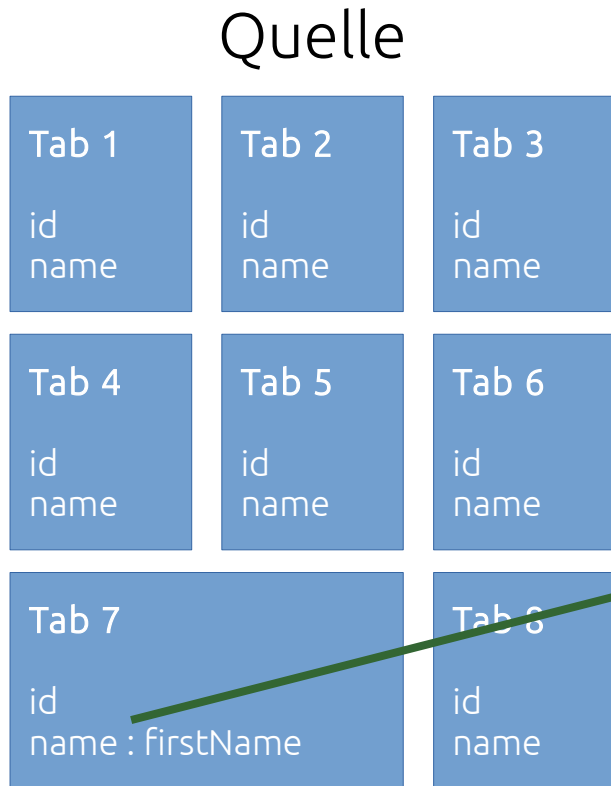 Quelle
Tab 1
id
name
Tab 2
id
name
Tab 3
id
name
Tab 4
id
name
Tab 5
id
name
Tab 6
id
name
Tab 7
id
name : firstName
Tab 8
id
name